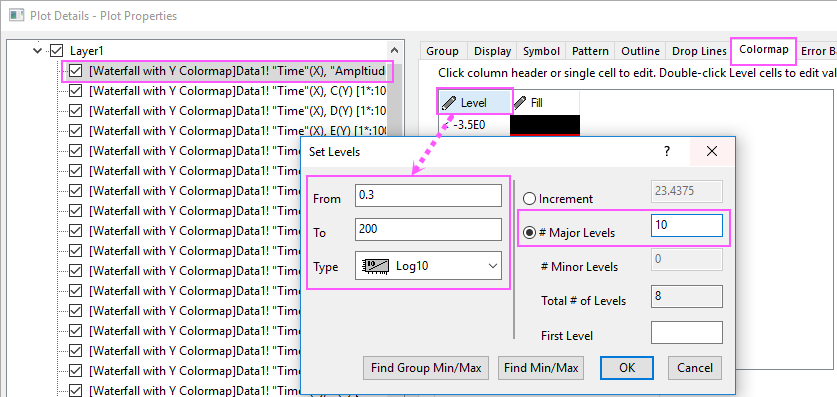 Plot Details - Plot Properties
Layer1
[Waterfall with Y Colormap]Data1! "Time"(X), "Ampltiud
[Waterfall with Y Colormap]Data1! "Time"(X), C(Y) [1*:10
[Waterfall with Y Colormap]Data1! "Time"(X), D(Y) [1*:10
[Waterfall with Y Colormap]Data1! "Time"(X), E(Y) [1*:100
[Waterfall with Y Colormap]Data1! "Time
[Waterfall with Y Colormap]Data1! "Time
[Waterfall with Y Colormap]Data1! "Time
[Waterfall with Y Colormap]Data1! "Time
[Waterfall with Y Colormap]Data1! "Time
[Waterfall with Y Colormap]Data1! "Time
[Waterfall with Y Colormap]Data1! "Time
[Waterfall with Y Colormap]Data1! "Time
[Waterfall with Y Colormap]Data1! "Time
[Waterfall with Y Colormap]Data1! "Time
[Waterfall with Y Colormap]Data1! "Time
[Waterfall with Y Colormap]Data1! "Time
Group Display Symbol Pattern Outline Drop Lines Colormap Error Ba
Click column header or single cell to edit. Double-click Level cells to edit val
Level Fill
< -3.5E0
Set Levels ?
From 0.3
To 200
Type Log10
Increment 23.4375
# Major Levels 10
# Minor Levels 0
Total # of Levels 8
First Level
Find Group Min/Max Find Min/Max OK Cancel